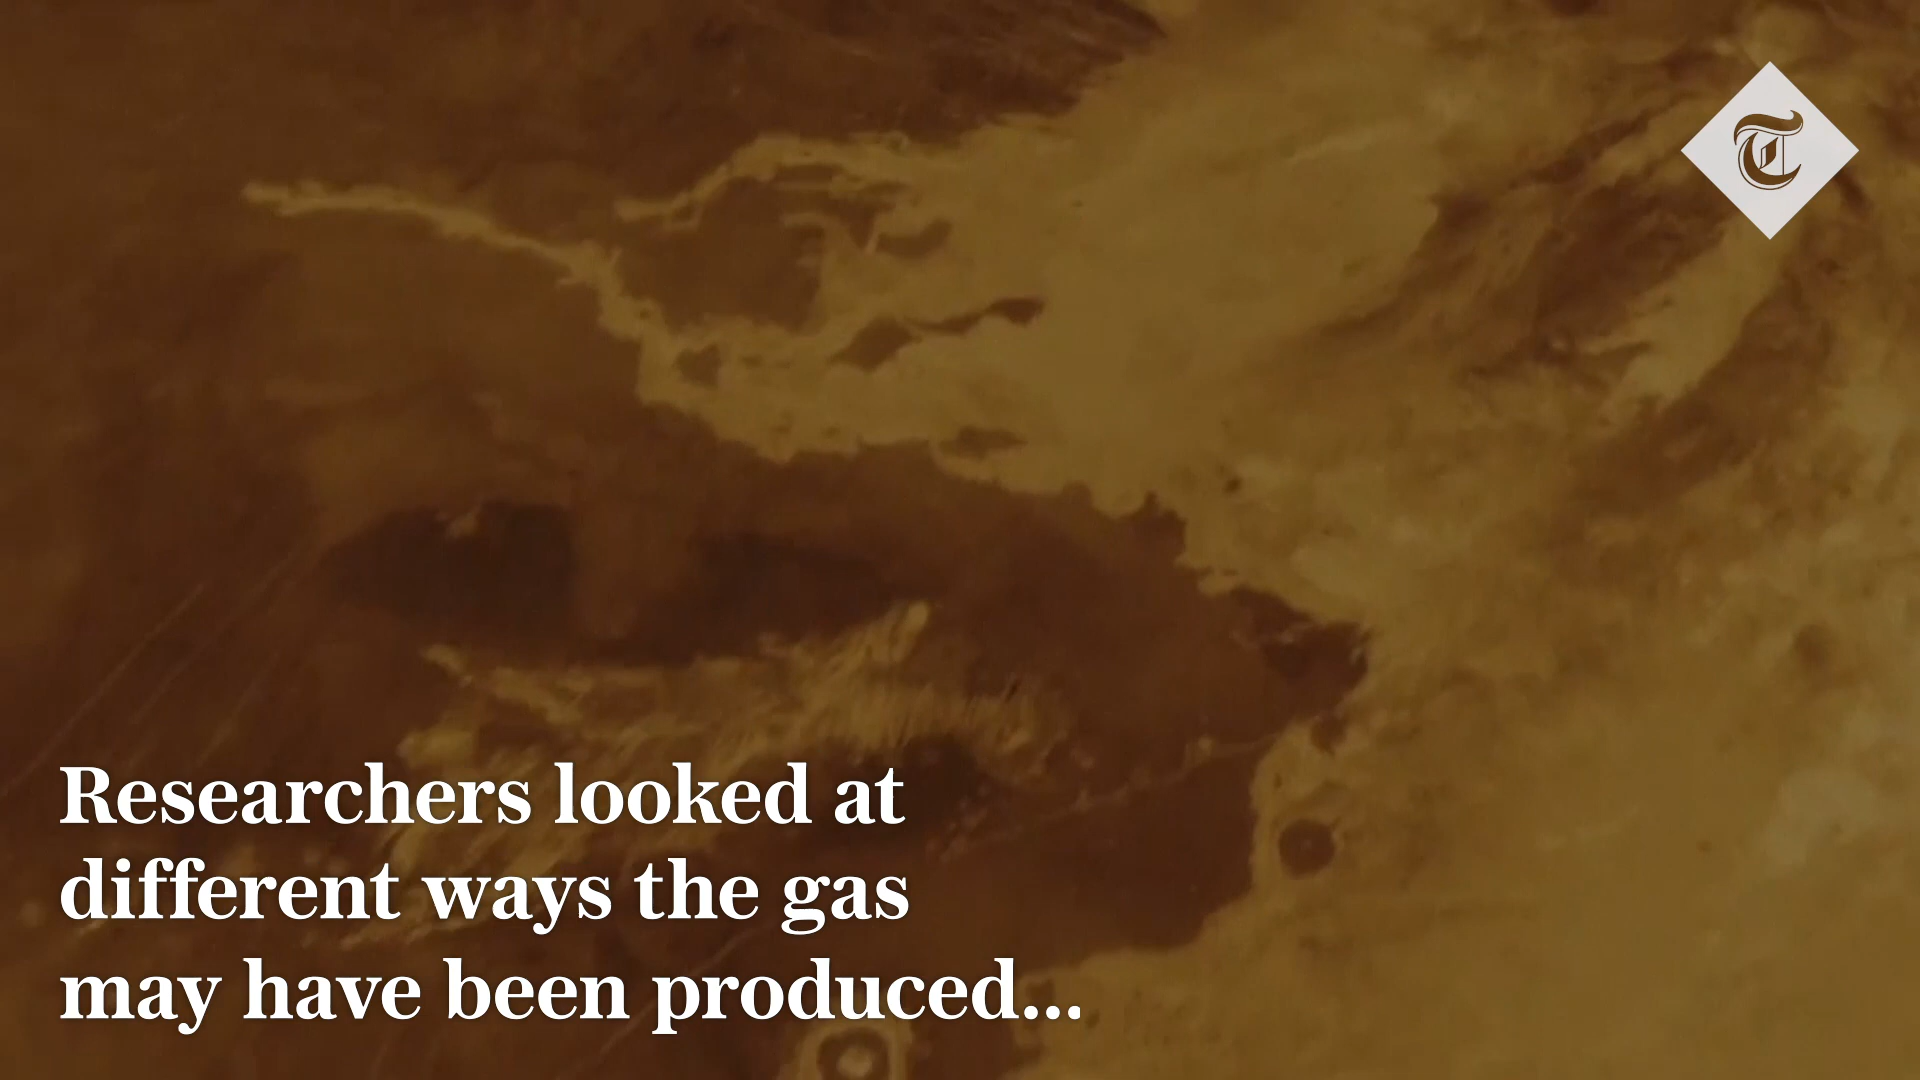 T
Researchers looked at
different ways the gas
may have been produced...